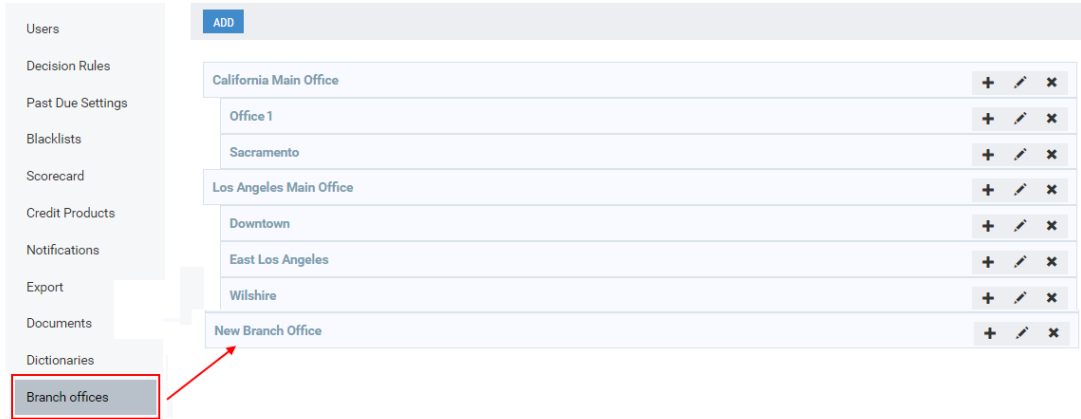 Users
Decision Rules
Past Due Settings
Blacklists
Scorecard
Credit Products
Notifications
Export
Documents
Dictionaries
Branch offices
ADD
California Main Office
Office 1
Sacramento
Los Angeles Main Office
Downtown
East Los Angeles
Wilshire
New Branch Office